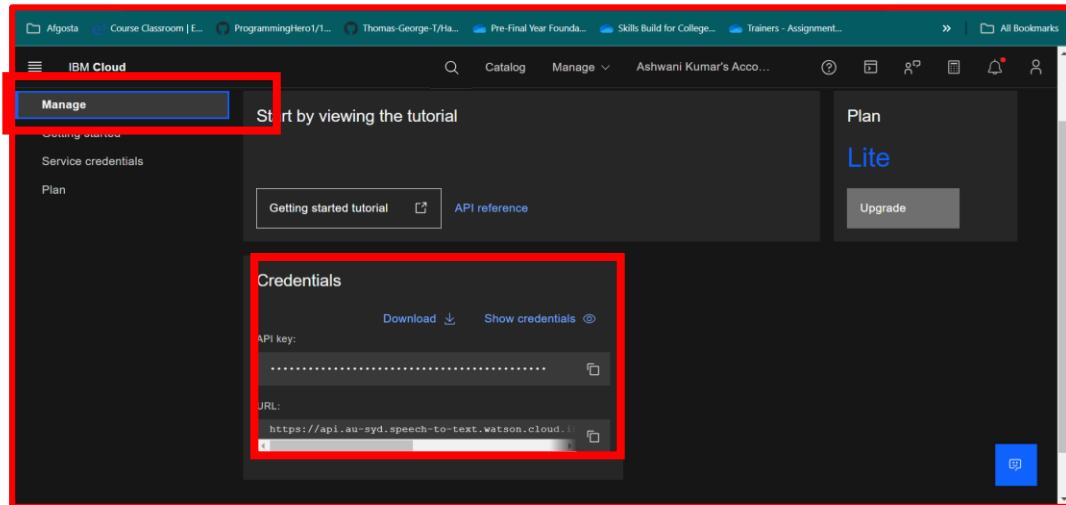 Afgosta Course Classroom | E... ProgrammingHero1/1... Thomas-George-T/Ha... Pre-Final Year Founda... Skills Build for College... Trainers - Assignment... » All Bookmarks
IBM Cloud Catalog Manage Ashwani Kumar's Acco...
Manage
Getting started
Service credentials
Plan
Start by viewing the tutorial
Getting started tutorial API reference
Plan
Lite
Upgrade
Credentials
Download Show credentials
API key:
••••••••••••••••••••••••••••••••••••••••••••
URL:
https://api.au-syd.speech-to-text.watson.cloud.i